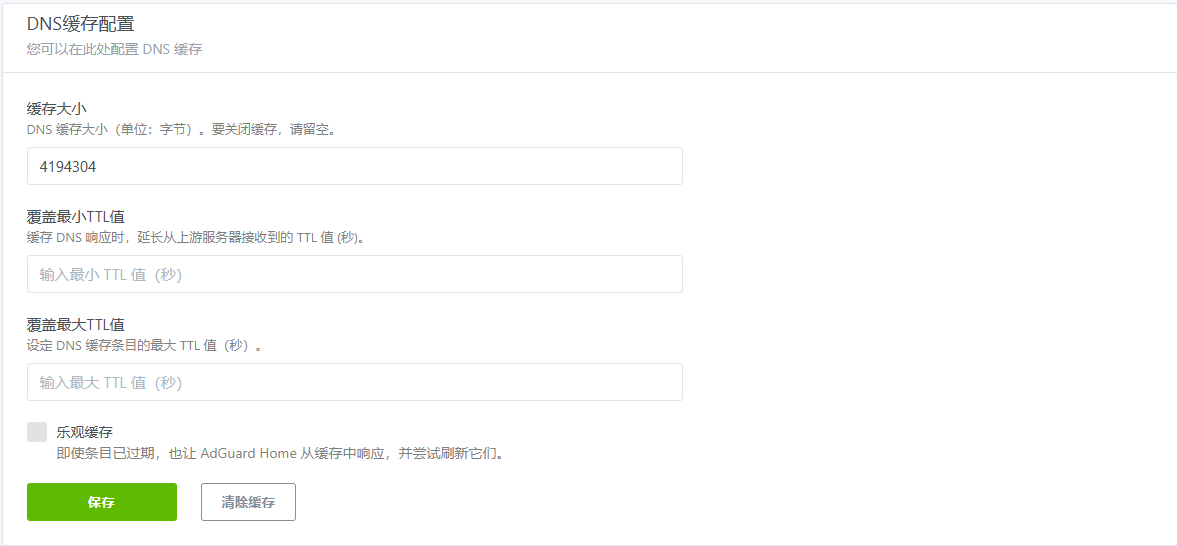 DNS缓存配置
您可以在此处配置 DNS 缓存
缓存大小
DNS 缓存大小（单位：字节）。要关闭缓存，请留空。
4194304
覆盖最小TTL值
缓存 DNS 响应时，延长从上游服务器接收到的 TTL 值 (秒)。
输入最小 TTL 值（秒）
覆盖最大TTL值
设定 DNS 缓存条目的最大 TTL 值（秒）。
输入最大 TTL 值（秒）
乐观缓存
即使条目已过期，也让 AdGuard Home 从缓存中响应，并尝试刷新它们。
保存 清除缓存